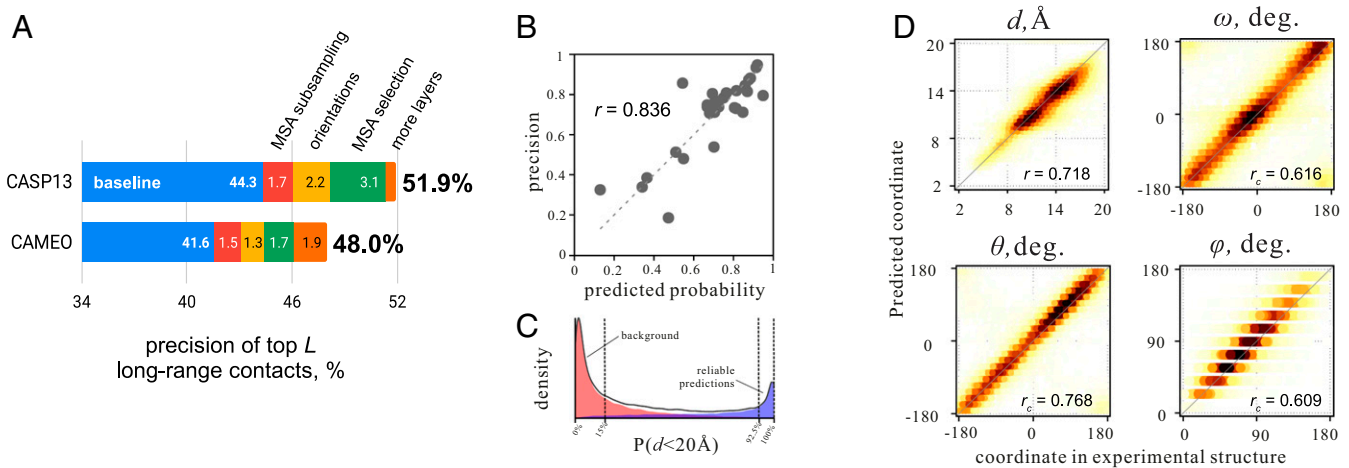 A
MSA subsampling
orientations
MSA selection
more layers
CASP13
baseline
44.3
1.7
2.2
3.1
51.9%
CAMEO
41.6
1.5
1.3
1.7
1.9
48.0%
34
40
46
52
precision of top L
long-range contacts, %
B
1
0.8
0.6
0.4
0.2
0
precision
r = 0.836
0
0.2
0.4
0.6
0.8
1
predicted probability
C
density
background
reliable
predictions
0%
15%
92.5%
100%
P(d<20Å)
D
Predicted coordinate
d, Å
20
14
8
2
r = 0.718
2
8
14
20
ω, deg.
180
0
-180
rc = 0.616
-180
0
180
θ, deg.
180
0
-180
rc = 0.768
-180
0
180
φ, deg.
180
90
0
rc = 0.609
0
90
180
coordinate in experimental structure